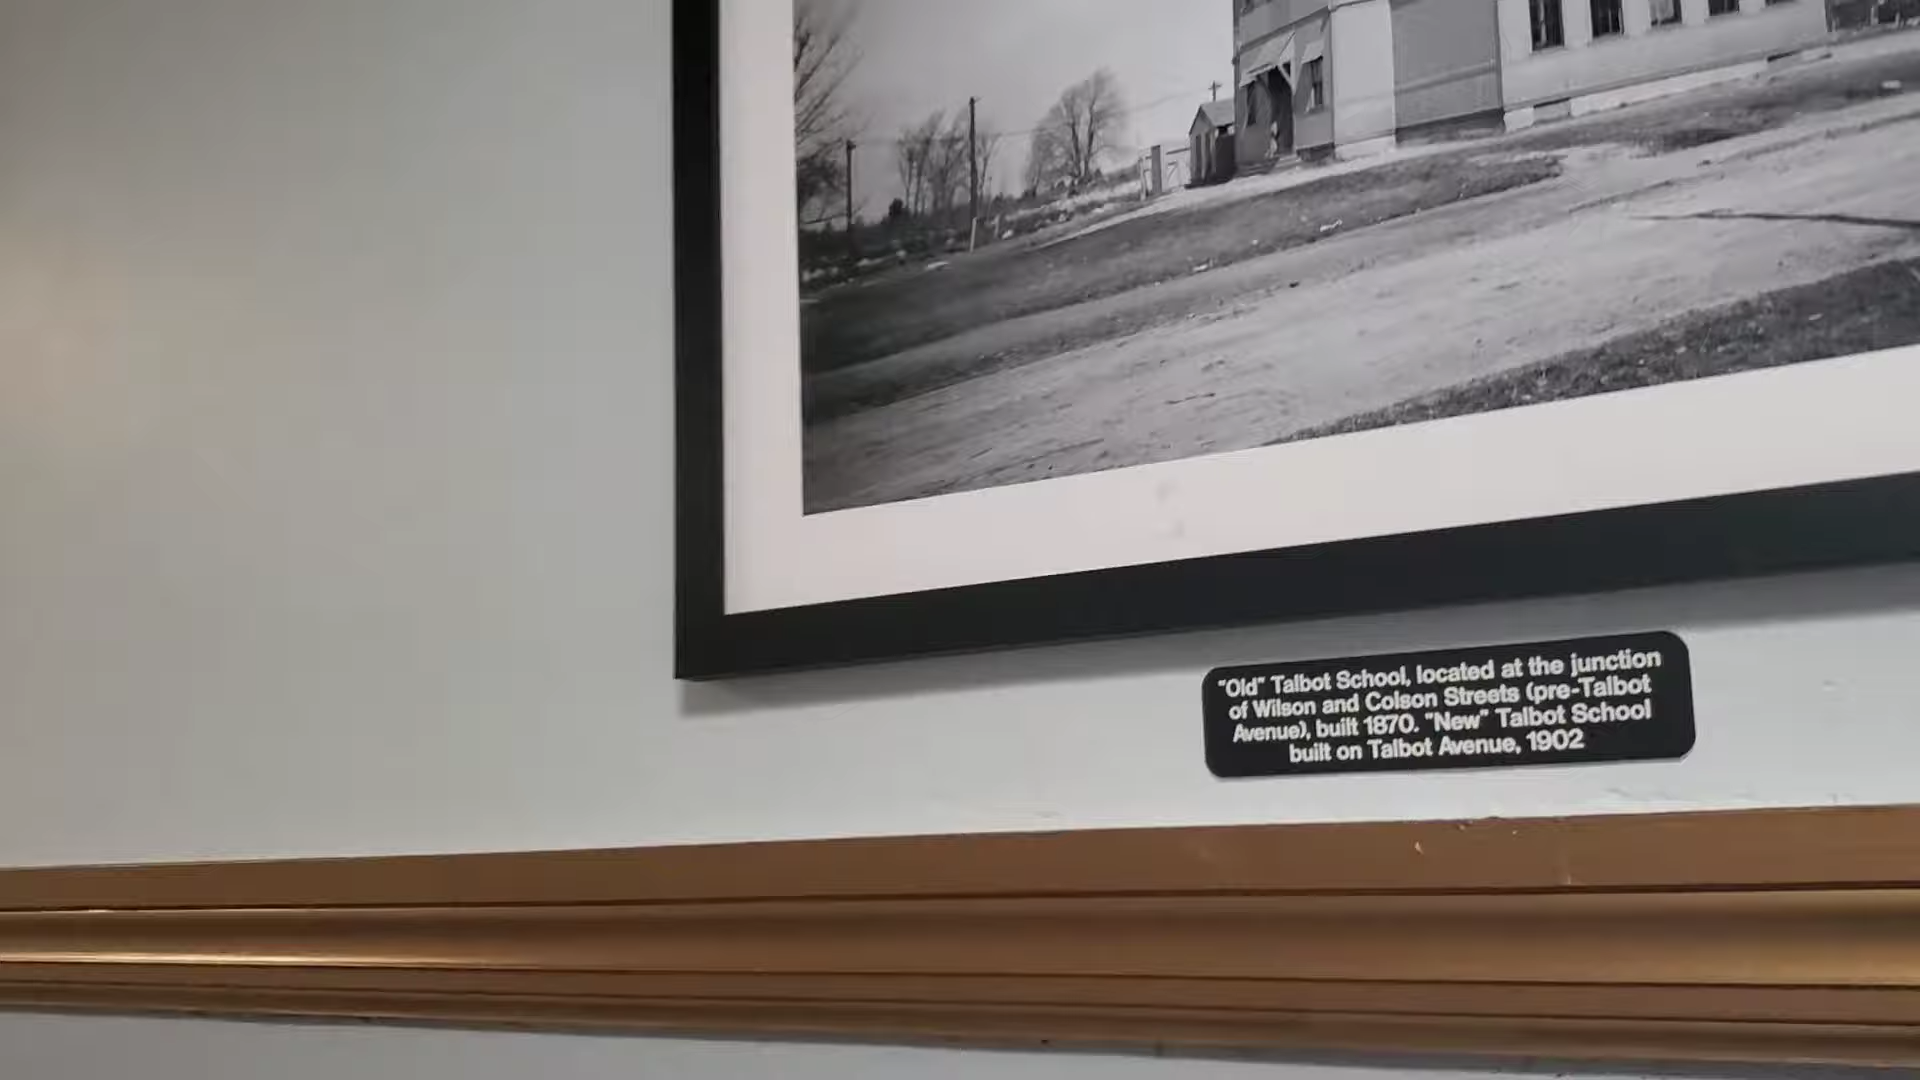 "Old" Talbot School, located at the junction
of Wilson and Colson Streets (pre-Talbot
Avenue), built 1870. "New" Talbot School
built on Talbot Avenue, 1902